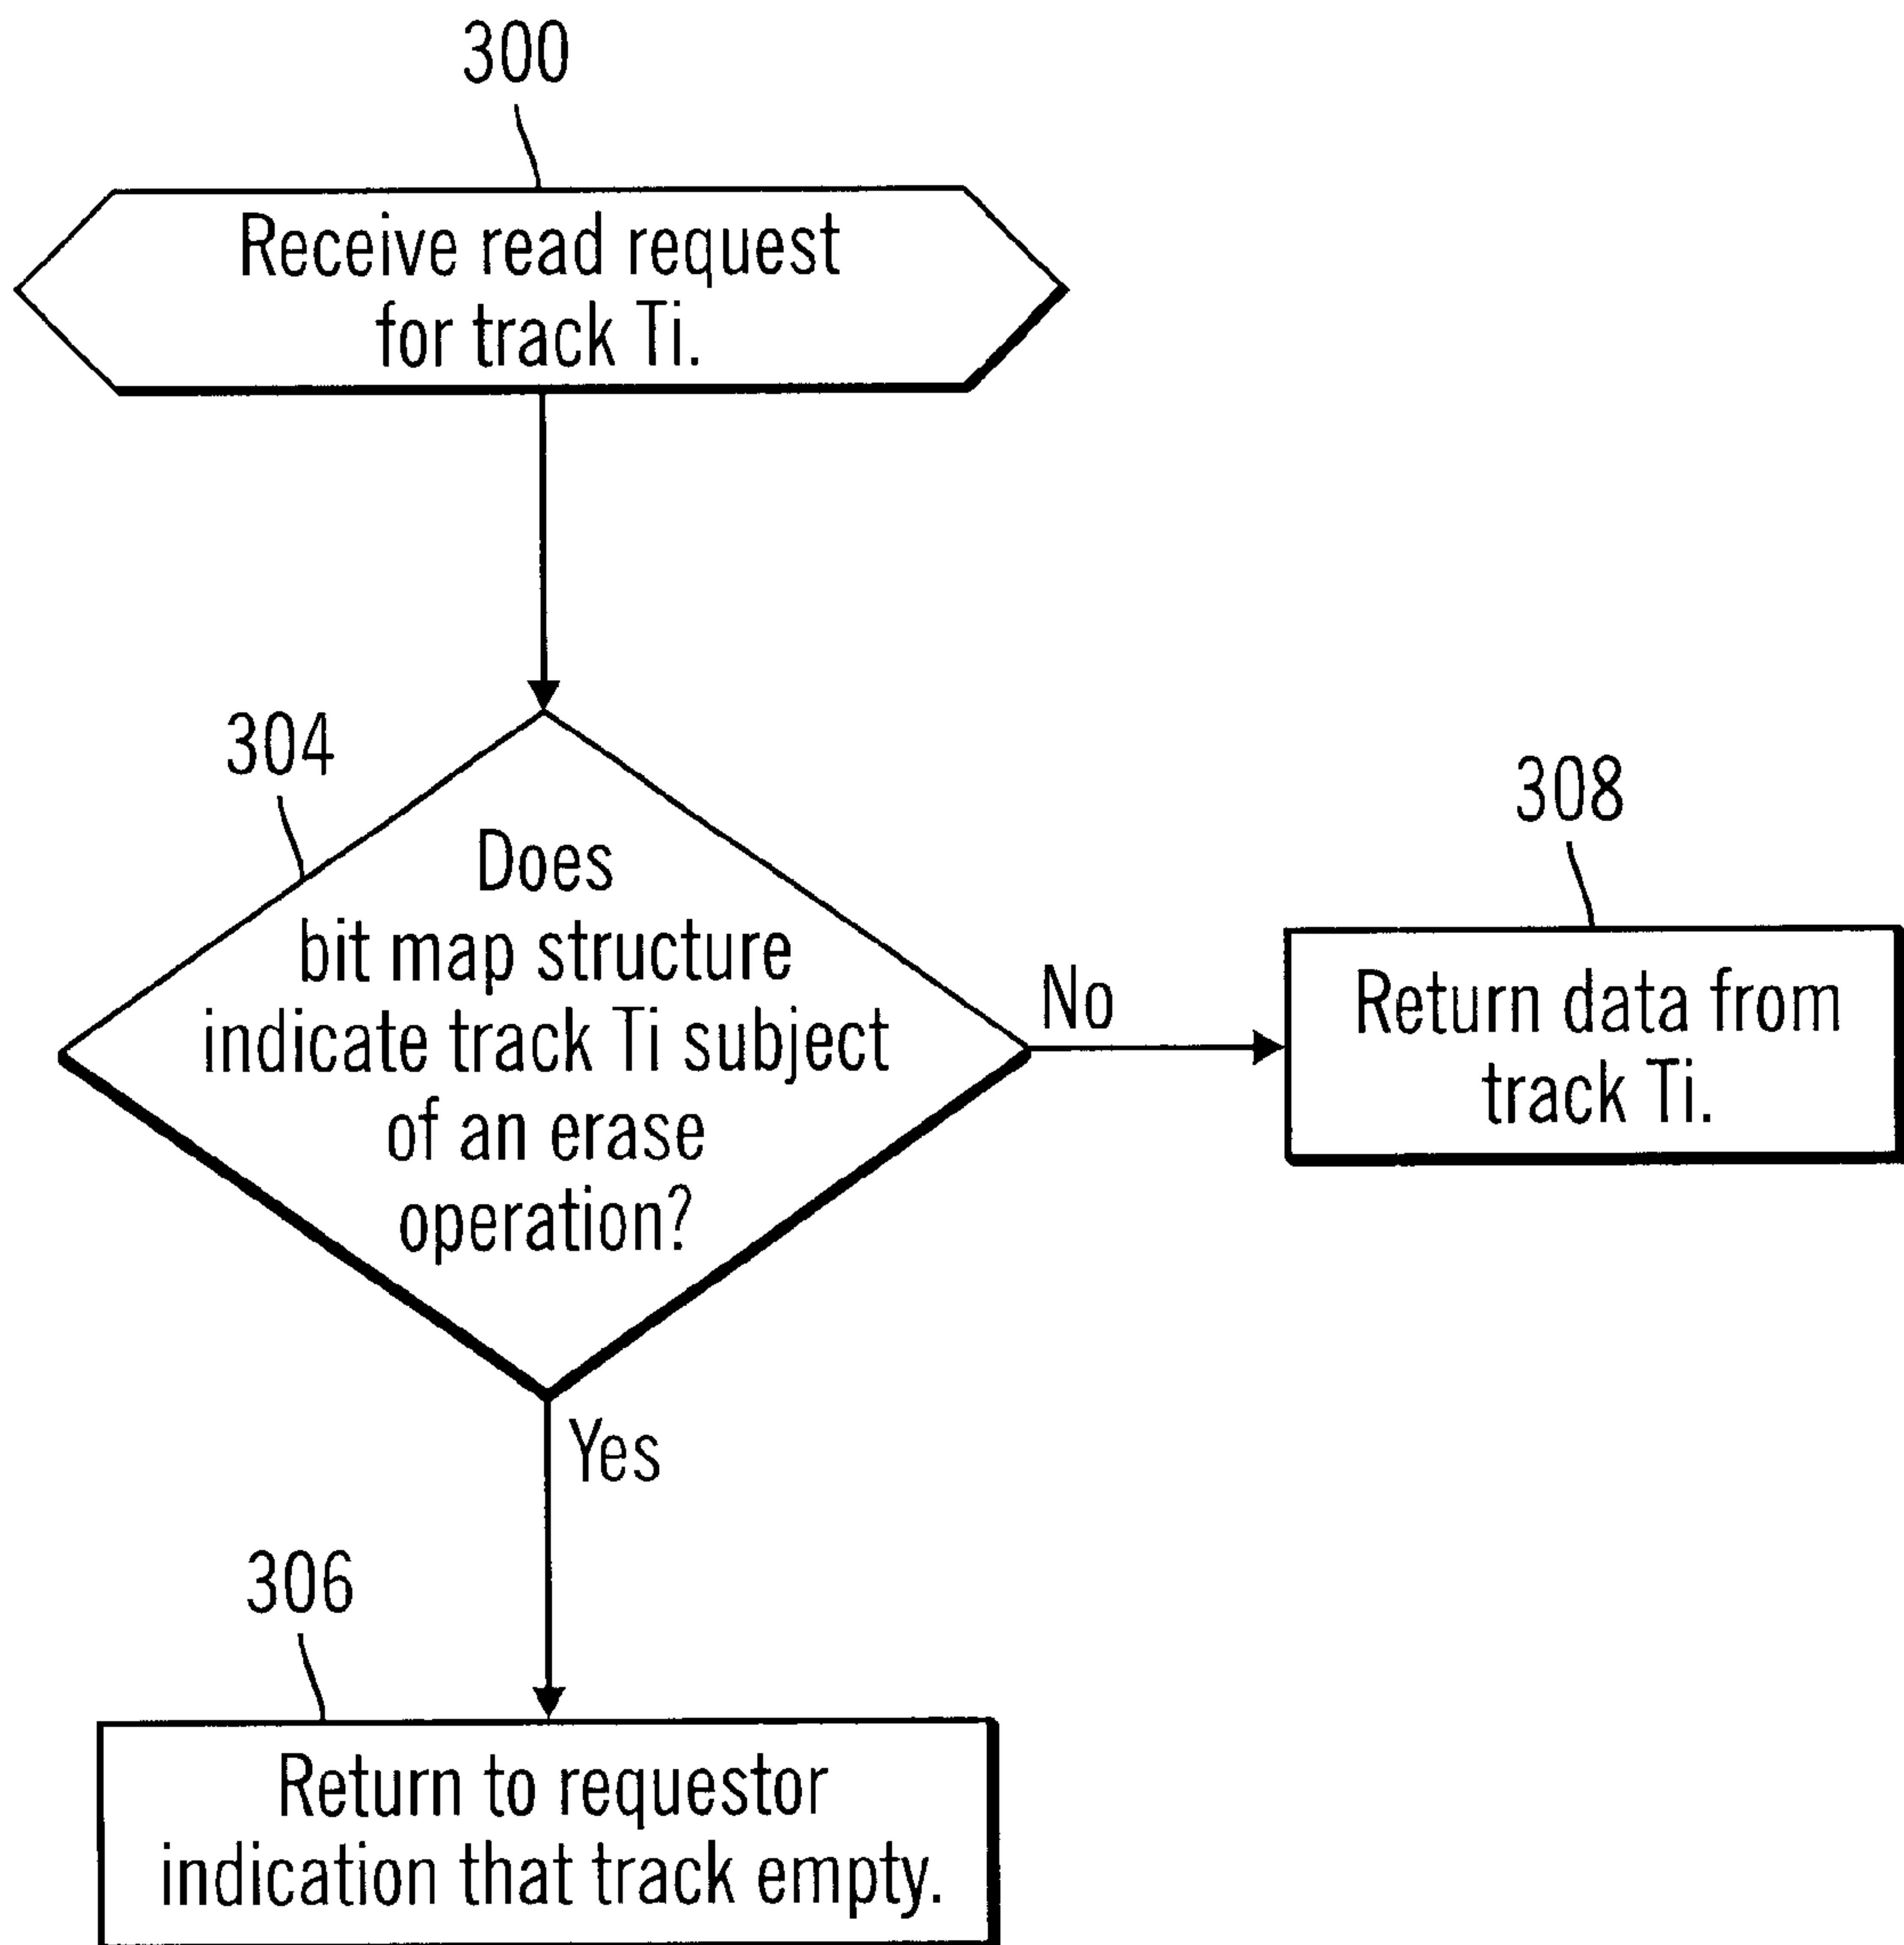 300
Receive read request
for track Ti.
304
Does
bit map structure
indicate track Ti subject
of an erase
operation?
No
308
Return data from
track Ti.
Yes
306
Return to requestor
indication that track empty.